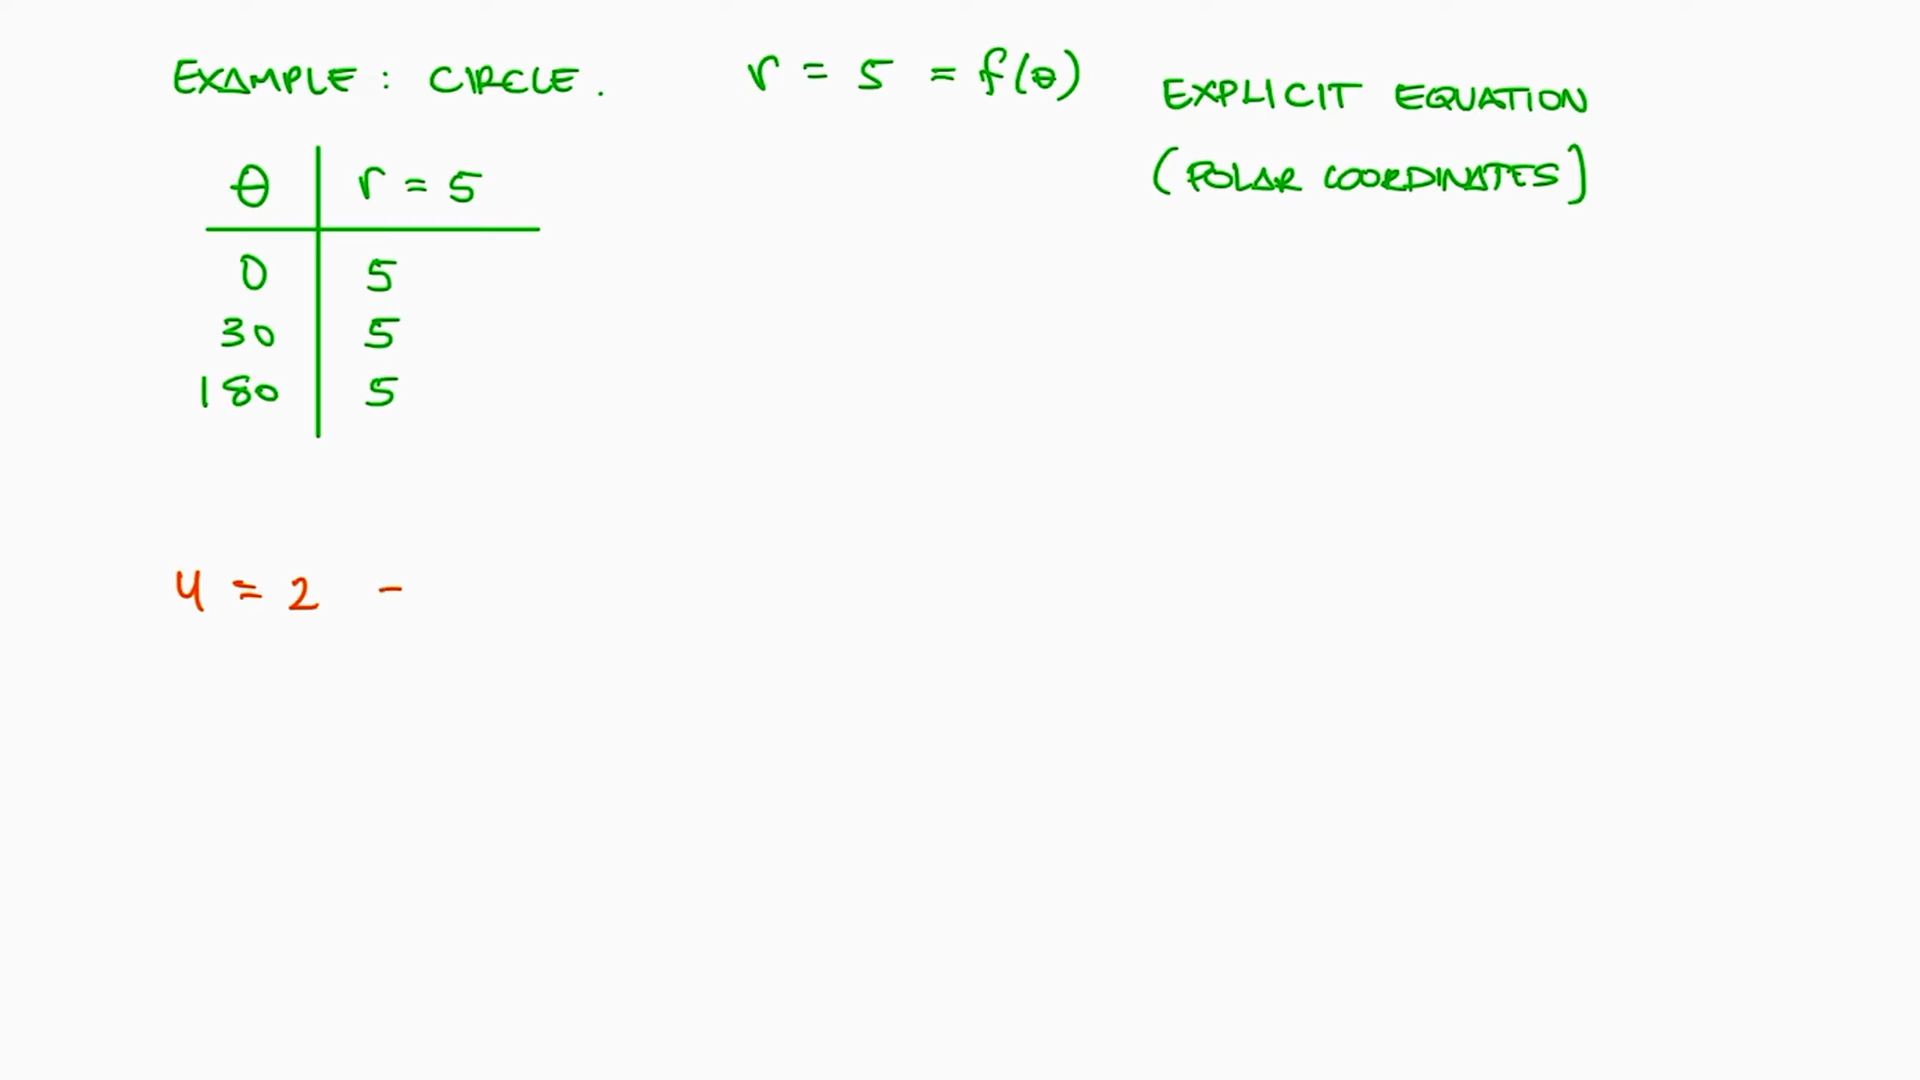 EXAMPLE : CIRCLE . r = 5 = f(θ) EXPLICIT EQUATION
(POLAR COORDINATES)
θ r = 5
0 5
30 5
180 5
y = 2 -